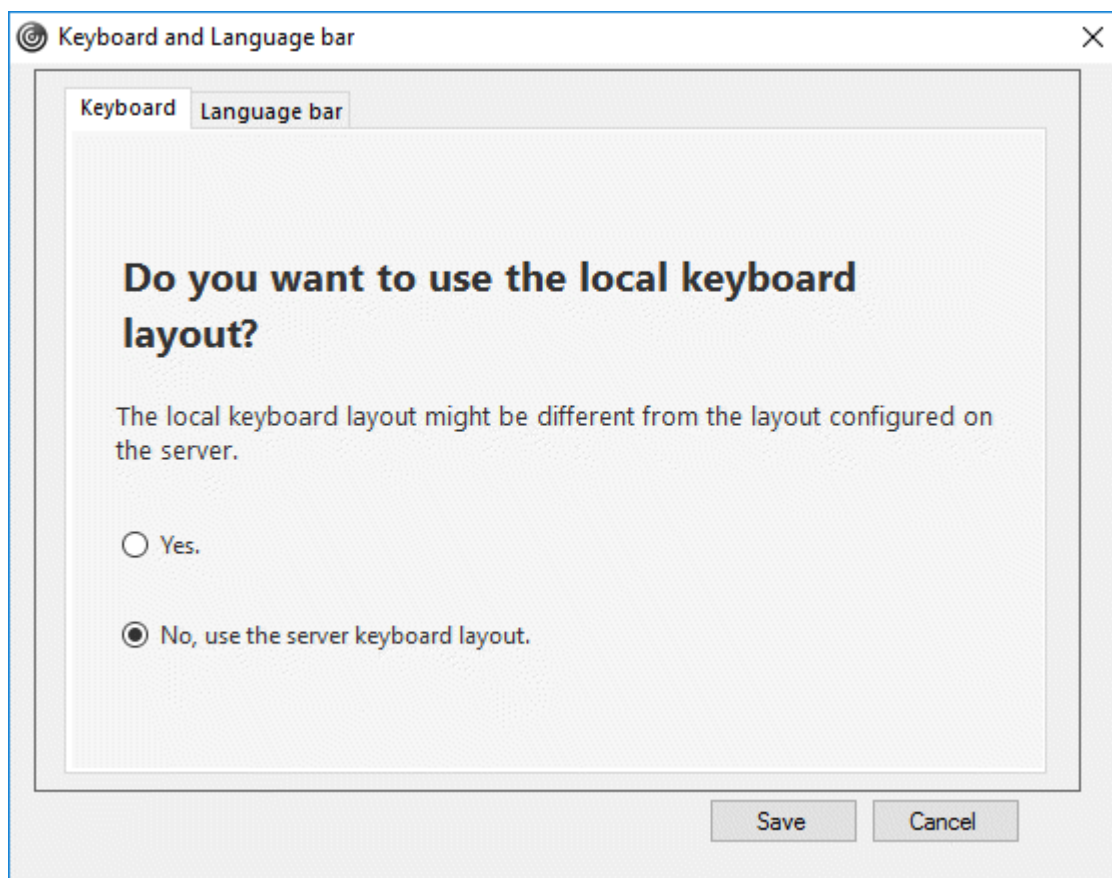 Keyboard and Language bar
Keyboard
Language bar
Do you want to use the local keyboard
layout?
The local keyboard layout might be different from the layout configured on
the server.
Yes.
No, use the server keyboard layout.
Save
Cancel